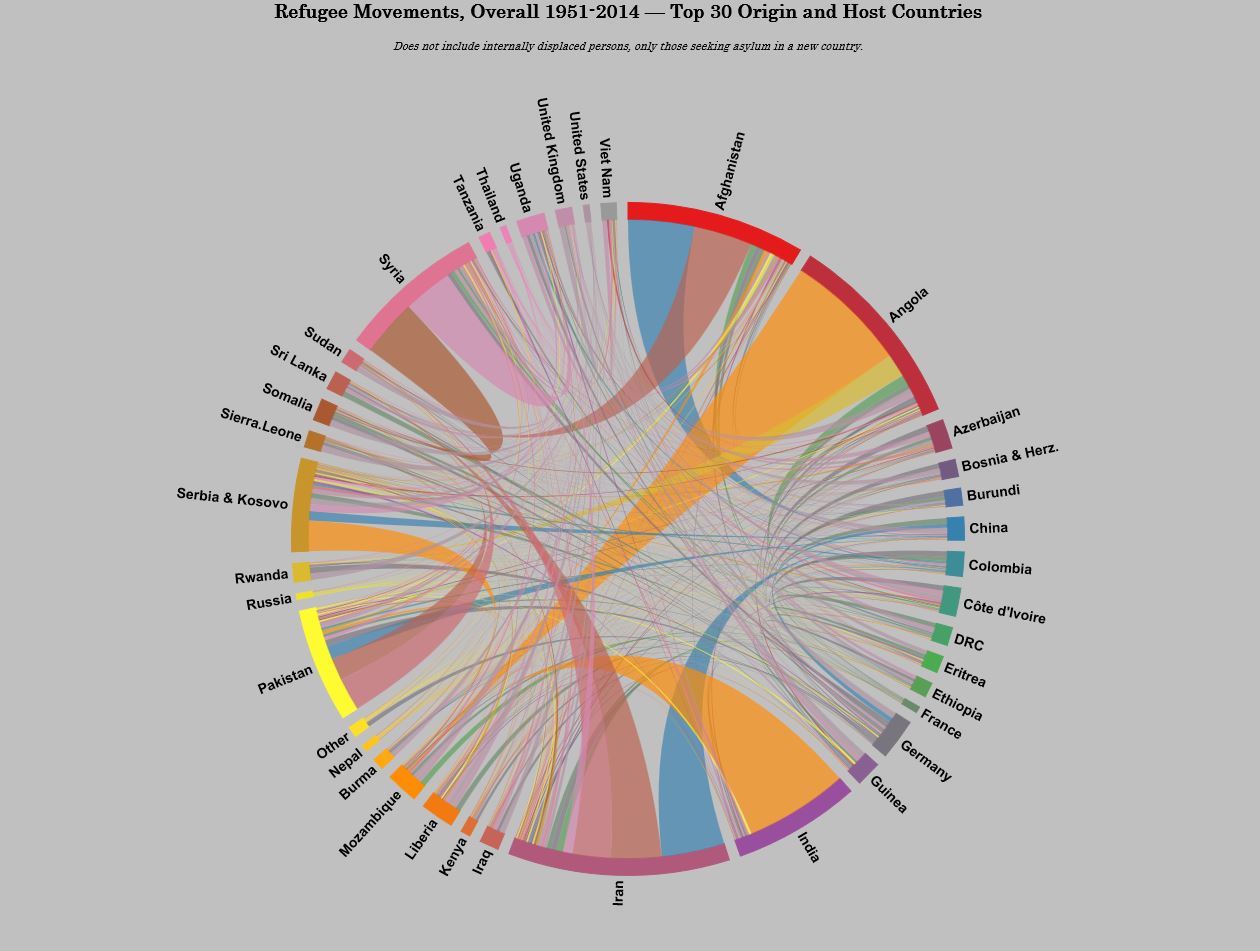 Refugee Movements, Overall 1951-2014 — Top 30 Origin and Host Countries
Does not include internally displaced persons, only those seeking asylum in a new country.
Afghanistan
Angola
Azerbaijan
Bosnia & Herz.
Burundi
China
Colombia
Côte d'Ivoire
DRC
Eritrea
Ethiopia
France
Germany
Guinea
India
Iran
Iraq
Kenya
Liberia
Mozambique
Burma
Nepal
Other
Pakistan
Russia
Rwanda
Serbia & Kosovo
Sierra.Leone
Somalia
Sri Lanka
Sudan
Syria
Tanzania
Thailand
Uganda
United Kingdom
United States
Viet Nam